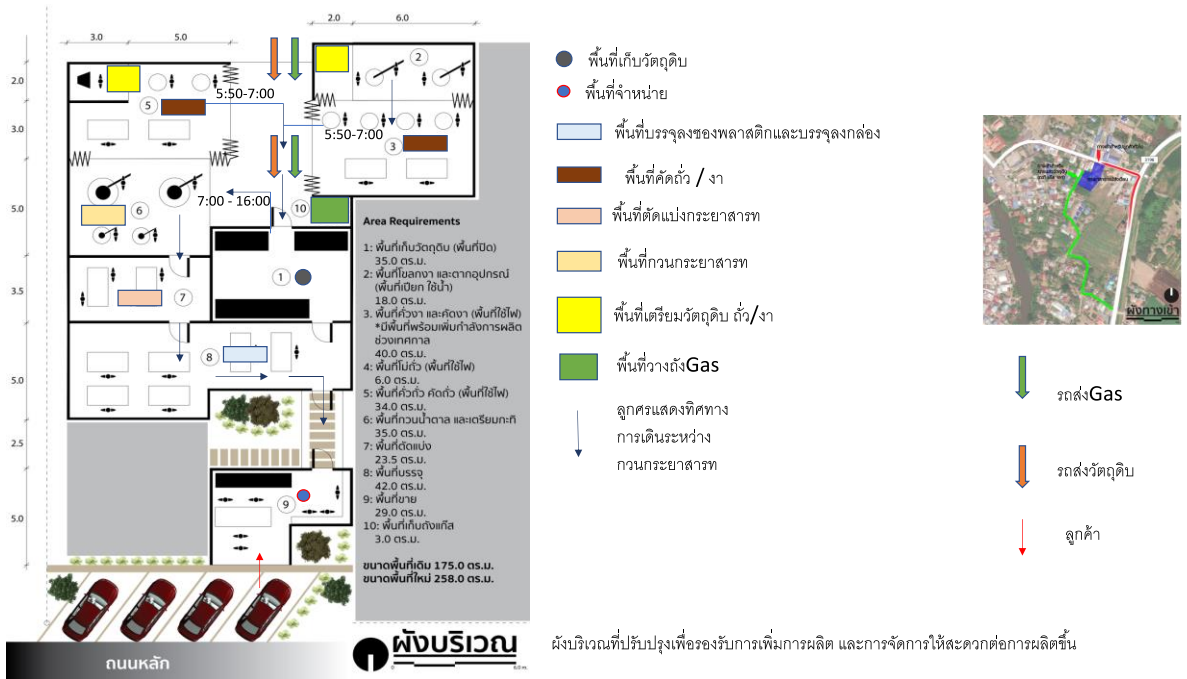 2.0
6.0
3.0
5.0
2.0
3.0
5.0
3.5
5.0
2.5
5.0
5:50-7:00
5:50-7:00
7:00 - 16:00
1
2
3
5
6
7
8
9
10
Area Requirements
1: พื้นที่เก็บวัตถุดิบ (พื้นที่ปิด)
35.0 ตร.ม.
2: พื้นที่โขลกงา และตากอุปกรณ์
(พื้นที่เปียก ใช้น้ำ)
18.0 ตร.ม.
3. พื้นที่คั่วงา และคัดงา (พื้นที่ใช้ไฟ)
*มีพื้นที่พร้อมเพิ่มกำลังการผลิต
ช่วงเทศกาล
40.0 ตร.ม.
4: พื้นที่โม่ถั่ว (พื้นที่ใช้ไฟ)
6.0 ตร.ม.
5: พื้นที่คั่วถั่ว คัดถั่ว (พื้นที่ใช้ไฟ)
34.0 ตร.ม.
6: พื้นที่กวนน้ำตาล และเตรียมกะทิ
35.0 ตร.ม.
7: พื้นที่ตัดแบ่ง
23.5 ตร.ม.
8: พื้นที่บรรจุ
42.0 ตร.ม.
9: พื้นที่ขาย
29.0 ตร.ม.
10: พื้นที่เก็บถังแก๊ส
3.0 ตร.ม.
ขนาดพื้นที่เดิม 175.0 ตร.ม.
ขนาดพื้นที่ใหม่ 258.0 ตร.ม.
ถนนหลัก
ผังบริเวณ
0
6.0 ม.
พื้นที่เก็บวัตถุดิบ
พื้นที่จำหน่าย
พื้นที่บรรจุลงซองพลาสติกและบรรจุลงกล่อง
พื้นที่คัดถั่ว / งา
พื้นที่ตัดแบ่งกระยาสารท
พื้นที่กวนกระยาสารท
พื้นที่เตรียมวัตถุดิบ ถั่ว/งา
พื้นที่วางถังGas
ลูกศรแสดงทิศทาง
การเดินระหว่าง
กวนกระยาสารท
ผังทางเข้า
รถส่งGas
รถส่งวัตถุดิบ
ลูกค้า
ผังบริเวณที่ปรับปรุงเพื่อรองรับการเพิ่มการผลิต และการจัดการให้สะดวกต่อการผลิตขึ้น